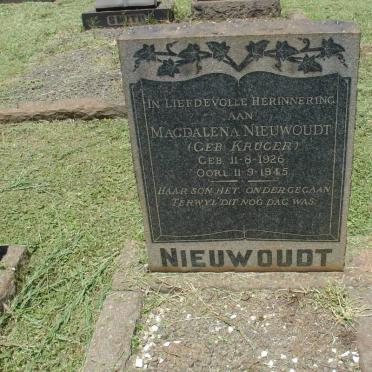 IN LIEFDEVOLLE HERINNERING
AAN
MAGDALENA NIEUWOUDT
(GEB KRUGER)
GEB. 11-8-1926
OORL. 11-9-1945
HAAR SON HET ONDERGEGAAN
TERWYL DIT NOG DAG WAS.
NIEUWOUDT